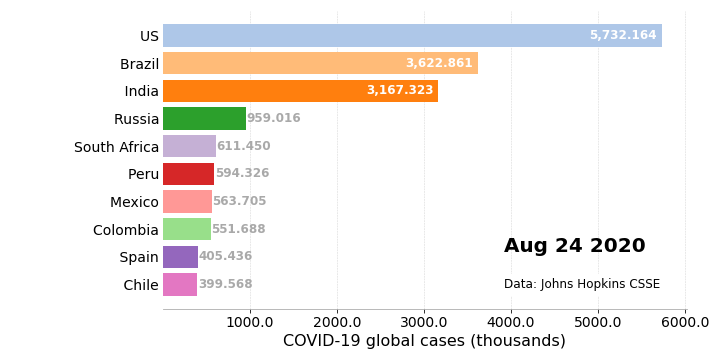 US 5,732.164
Brazil 3,622.861
India 3,167.323
Russia 959.016
South Africa 611.450
Peru 594.326
Mexico 563.705
Colombia 551.688
Spain 405.436
Chile 399.568
Aug 24 2020
Data: Johns Hopkins CSSE
1000.0 2000.0 3000.0 4000.0 5000.0 6000.0
COVID-19 global cases (thousands)